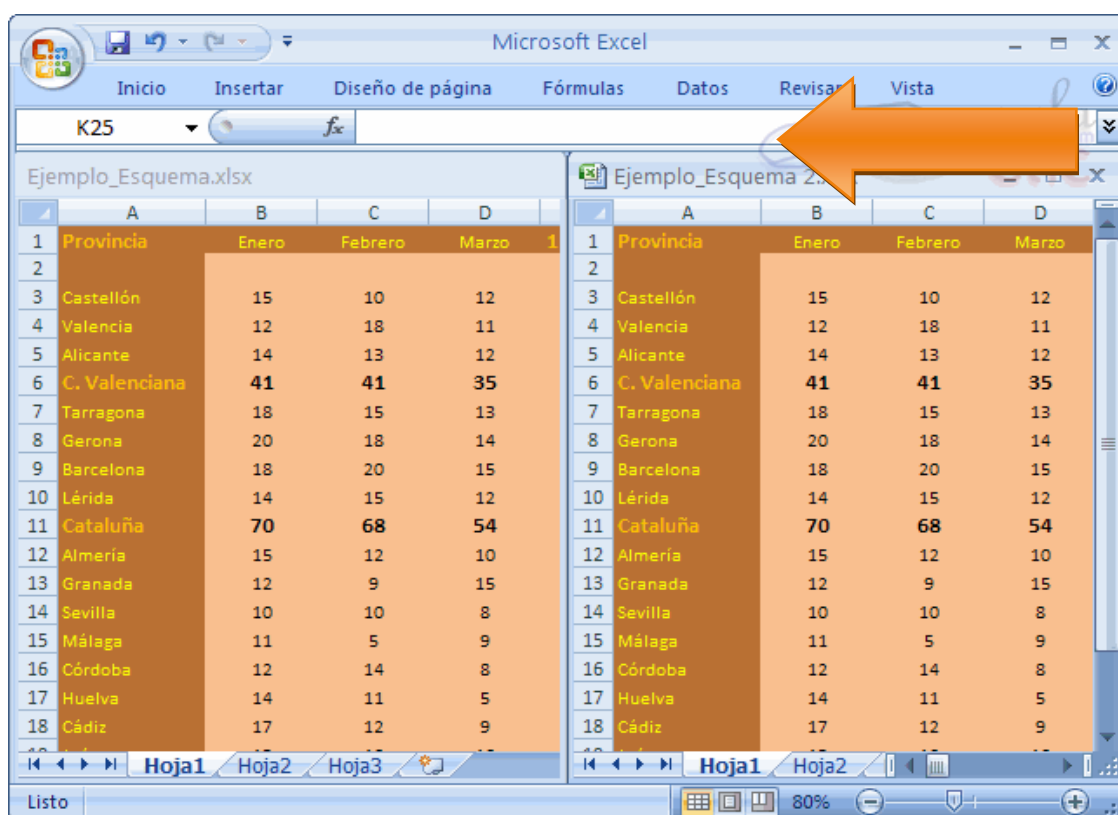 Microsoft Excel
Inicio Insertar Diseño de página Fórmulas Datos Revisar Vista
K25 fx
Ejemplo_Esquema.xlsx
A B C D
1 Provincia Enero Febrero Marzo 1
2
3 Castellón 15 10 12
4 Valencia 12 18 11
5 Alicante 14 13 12
6 C. Valenciana 41 41 35
7 Tarragona 18 15 13
8 Gerona 20 18 14
9 Barcelona 18 20 15
10 Lérida 14 15 12
11 Cataluña 70 68 54
12 Almería 15 12 10
13 Granada 12 9 15
14 Sevilla 10 10 8
15 Málaga 11 5 9
16 Córdoba 12 14 8
17 Huelva 14 11 5
18 Cádiz 17 12 9
Hoja1 Hoja2 Hoja3
Ejemplo_Esquema
A B C D
1 Provincia Enero Febrero Marzo
2
3 Castellón 15 10 12
4 Valencia 12 18 11
5 Alicante 14 13 12
6 C. Valenciana 41 41 35
7 Tarragona 18 15 13
8 Gerona 20 18 14
9 Barcelona 18 20 15
10 Lérida 14 15 12
11 Cataluña 70 68 54
12 Almería 15 12 10
13 Granada 12 9 15
14 Sevilla 10 10 8
15 Málaga 11 5 9
16 Córdoba 12 14 8
17 Huelva 14 11 5
18 Cádiz 17 12 9
Hoja1 Hoja2
Listo 80%